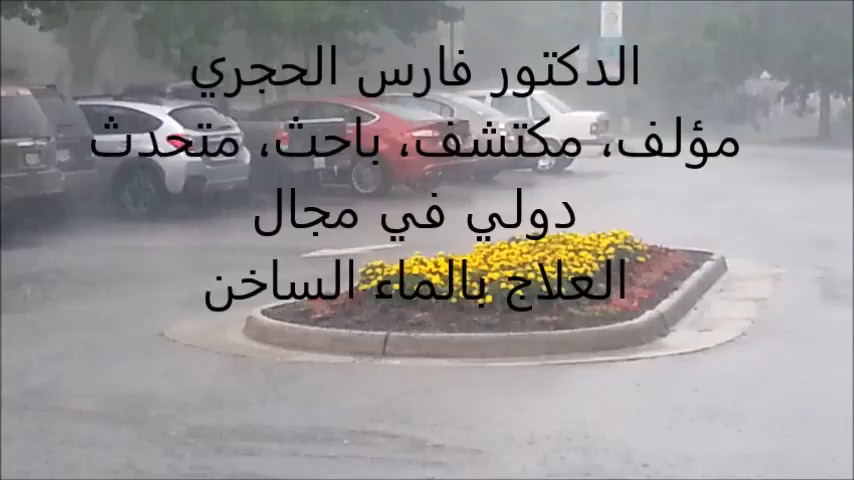 الدكتور فارس الحجري
مؤلف، مكتشف، باحث، متحدث
دولي في مجال
العلاج بالماء الساخن